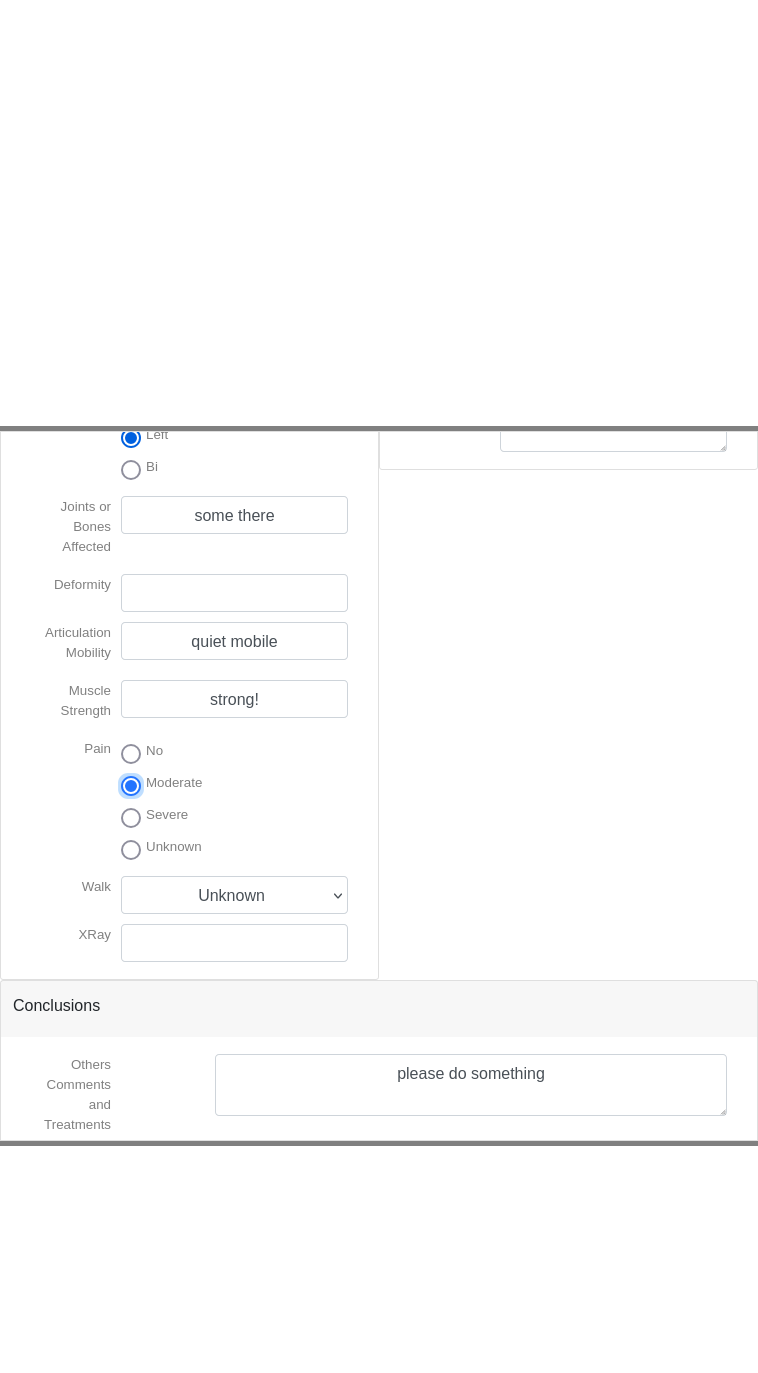 Left
Bi
Joints or
Bones
Affected
some there
Deformity
Articulation
Mobility
quiet mobile
Muscle
Strength
strong!
Pain
No
Moderate
Severe
Unknown
Walk
Unknown
XRay
Conclusions
Others
Comments
and
Treatments
please do something